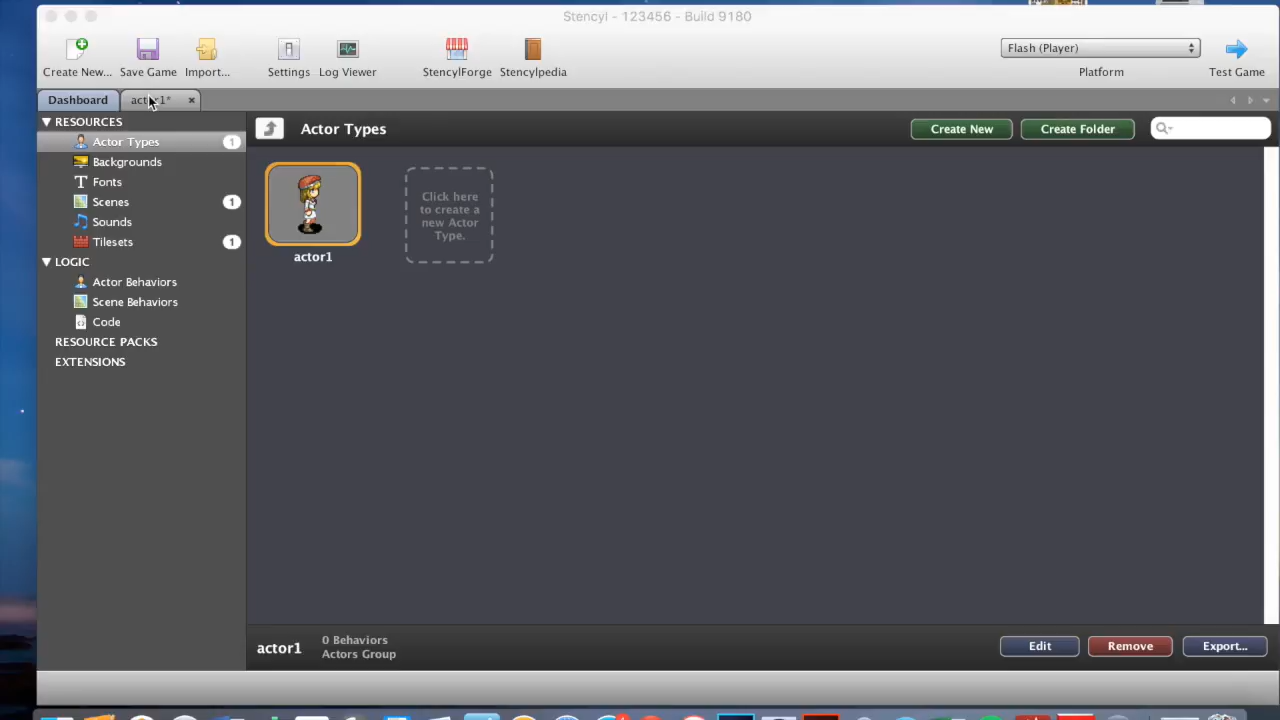 Stencyl - 123456 - Build 9180
Create New...
Save Game
Import...
Settings
Log Viewer
StencylForge
Stencylpedia
Flash (Player)
Platform
Test Game
Dashboard
actor1*
RESOURCES
Actor Types 1
Backgrounds
Fonts
Scenes 1
Sounds
Tilesets 1
LOGIC
Actor Behaviors
Scene Behaviors
Code
RESOURCE PACKS
EXTENSIONS
Actor Types
Create New
Create Folder
actor1
Click here
to create a
new Actor
Type.
actor1
0 Behaviors
Actors Group
Edit
Remove
Export...